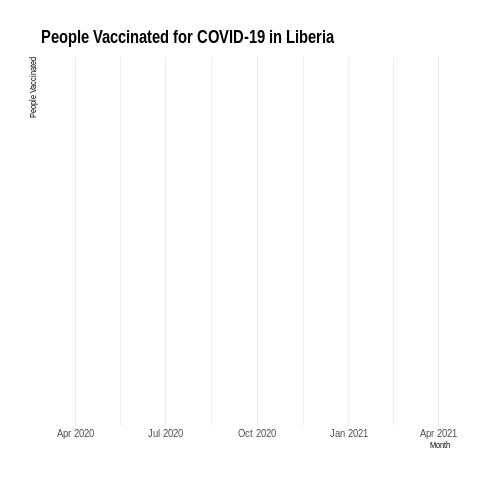 People Vaccinated for COVID-19 in Liberia
People Vaccinated
Apr 2020 Jul 2020 Oct 2020 Jan 2021 Apr 2021
Month